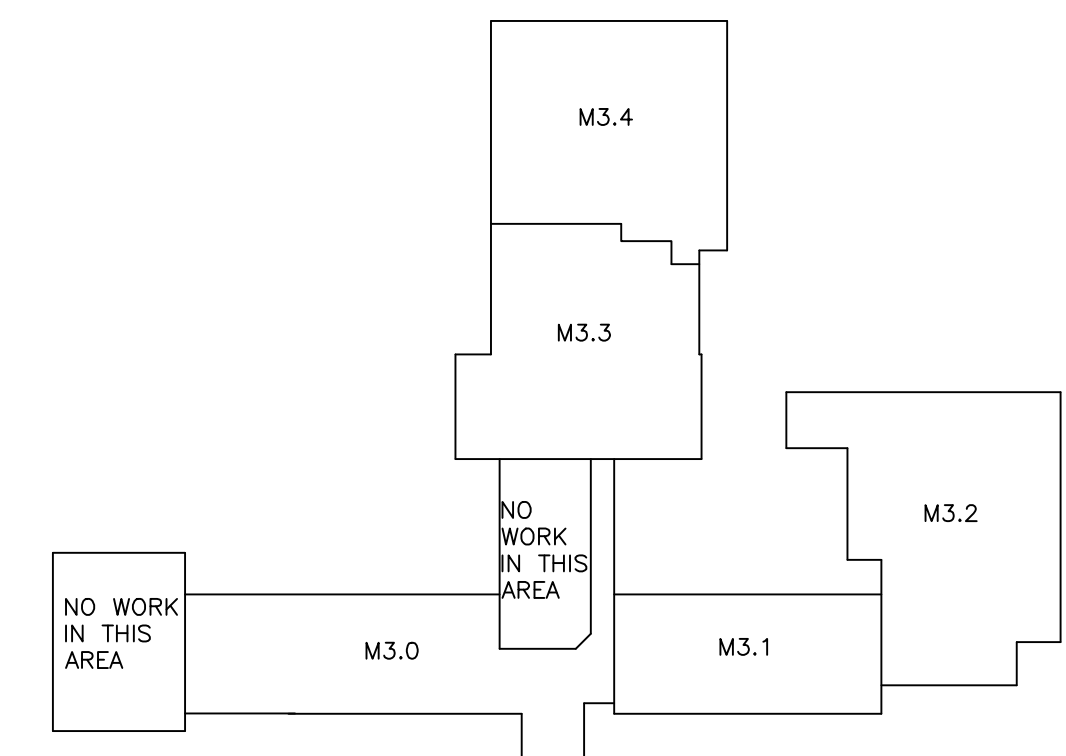 M3.4
M3.3
M3.2
NO
WORK
IN THIS
AREA
NO WORK
IN THIS
AREA
M3.0
M3.1